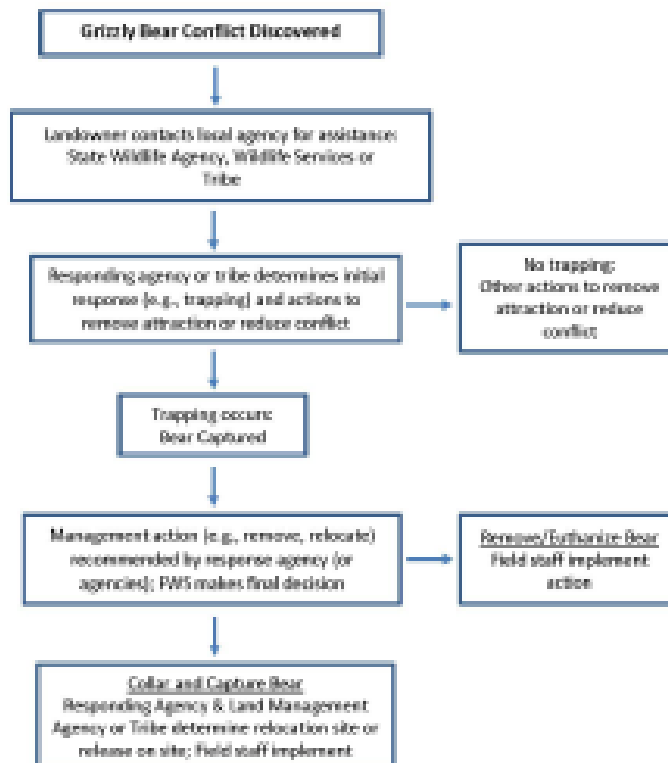 Grizzly Bear Conflict Discovered
Landowner contacts local agency for assistance:
State Wildlife Agency, Wildlife Services or
Tribe
Responding agency or tribe determines initial
response (e.g., trapping) and actions to
remove attraction or reduce conflict
No trapping;
Other actions to remove
attraction or reduce
conflict
Trapping occurs:
Bear Captured
Management action (e.g., remove, relocate)
recommended by response agency (or
agencies); FWS makes final decision
Remove/Euthanize Bear
Field staff implement
action
Collar and Capture Bear
Responding Agency & Land Management
Agency or Tribe determine relocation site or
release on site; Field staff implement